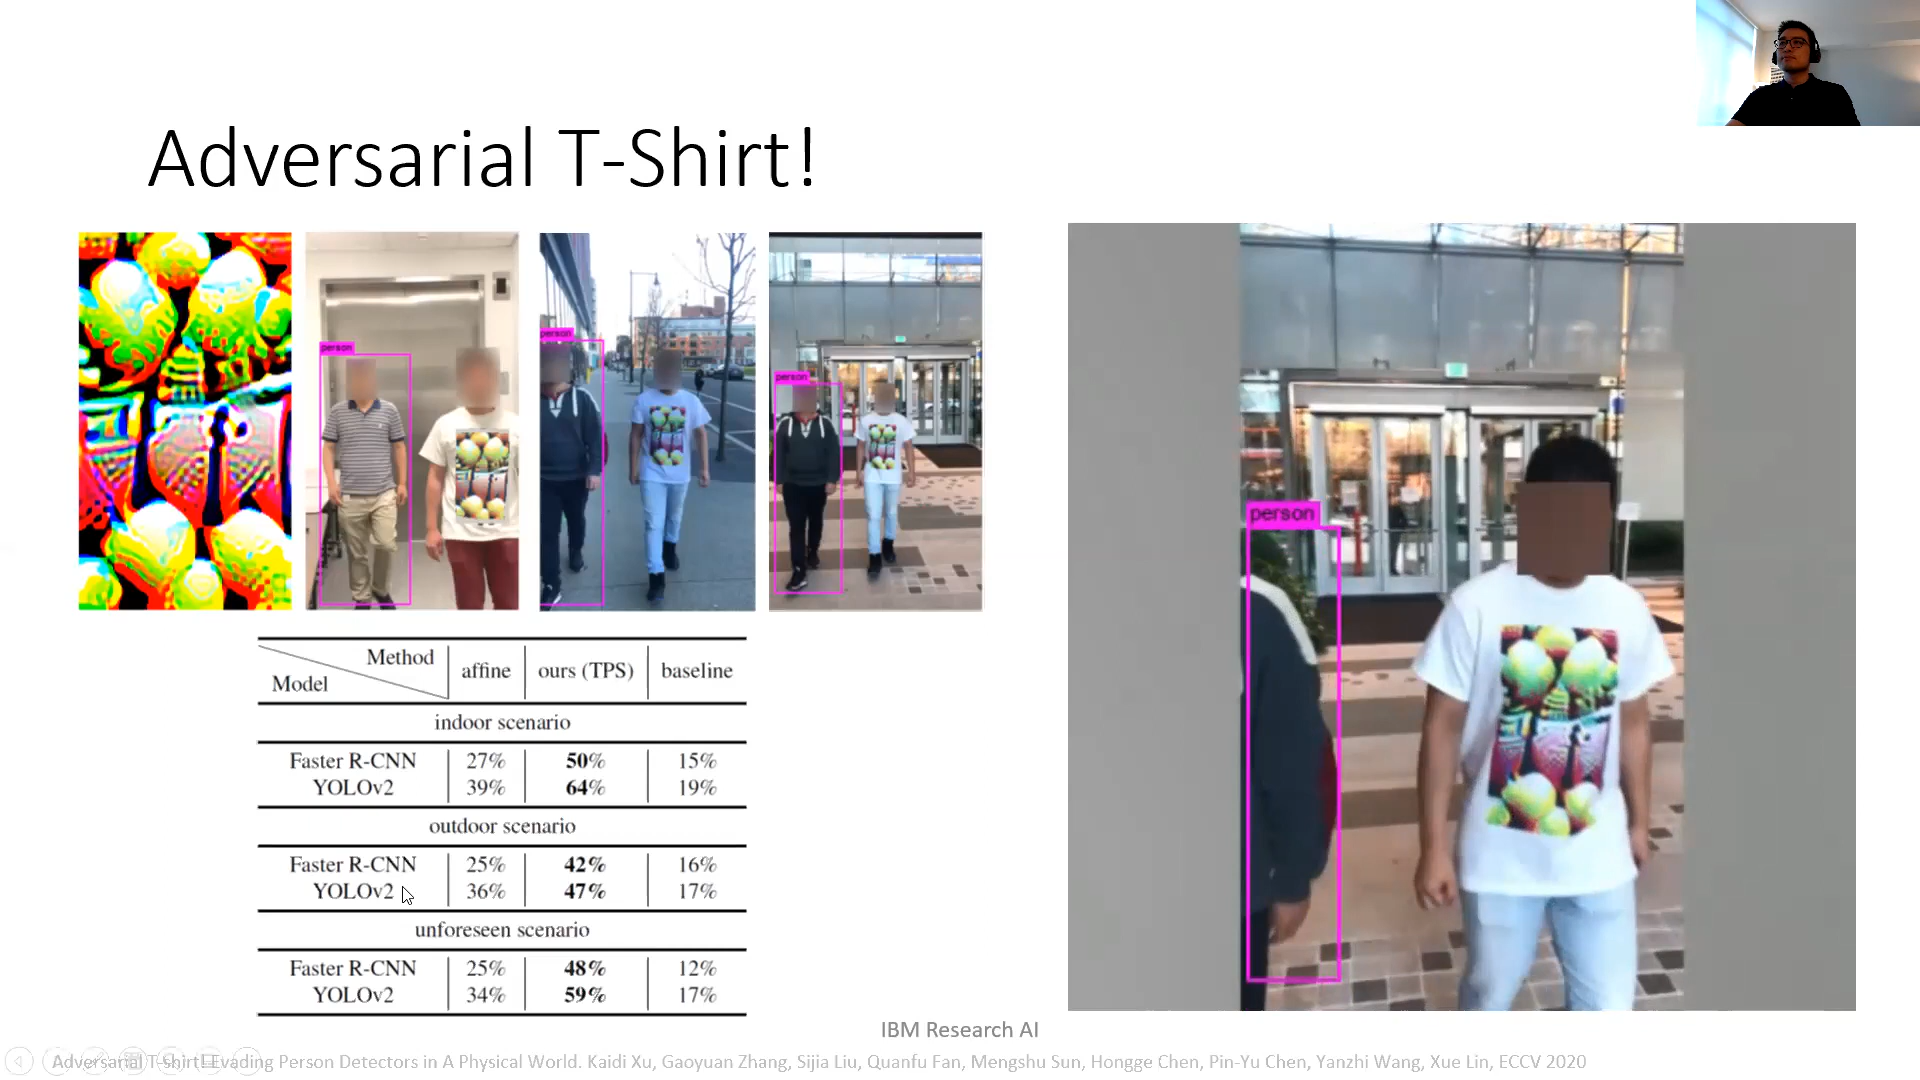 Adversarial T-Shirt!
person
person
person
person
Method
Model
affine
ours (TPS)
baseline
indoor scenario
Faster R-CNN 27% 50% 15%
YOLOv2 39% 64% 19%
outdoor scenario
Faster R-CNN 25% 42% 16%
YOLOv2 36% 47% 17%
unforeseen scenario
Faster R-CNN 25% 48% 12%
YOLOv2 34% 59% 17%
IBM Research AI
Adversarial T-shirt! Evading Person Detectors in A Physical World. Kaidi Xu, Gaoyuan Zhang, Sijia Liu, Quanfu Fan, Mengshu Sun, Hongge Chen, Pin-Yu Chen, Yanzhi Wang, Xue Lin, ECCV 2020